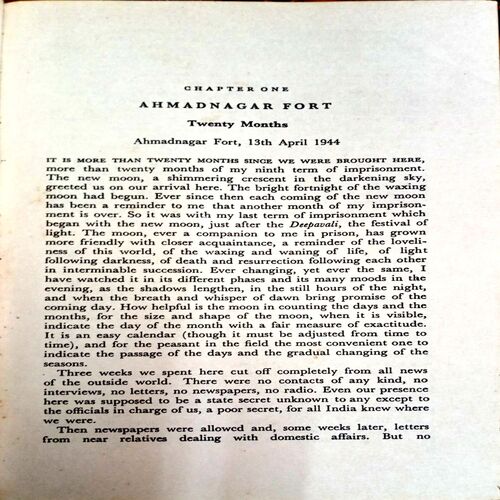 CHAPTER ONE
AHMADNAGAR FORT
Twenty Months
Ahmadnagar Fort, 13th April 1944
IT IS MORE THAN TWENTY MONTHS SINCE WE WERE BROUGHT HERE,
more than twenty months of my ninth term of imprisonment.
The new moon, a shimmering crescent in the darkening sky,
greeted us on our arrival here. The bright fortnight of the waxing
moon had begun. Ever since then each coming of the new moon
has been a reminder to me that another month of my imprison-
ment is over. So it was with my last term of imprisonment which
began with the new moon, just after the Deepavali, the festival of
light. The moon, ever a companion to me in prison, has grown
more friendly with closer acquaintance, a reminder of the loveli-
ness of this world, of the waxing and waning of life, of light
following darkness, of death and resurrection following each other
in interminable succession. Ever changing, yet ever the same, I
have watched it in its different phases and its many moods in the
evening, as the shadows lengthen, in the still hours of the night,
and when the breath and whisper of dawn bring promise of the
coming day. How helpful is the moon in counting the days and the
months, for the size and shape of the moon, when it is visible,
indicate the day of the month with a fair measure of exactitude.
It is an easy calendar (though it must be adjusted from time to
time), and for the peasant in the field the most convenient one to
indicate the passage of the days and the gradual changing of the
seasons.
Three weeks we spent here cut off completely from all news
of the outside world. There were no contacts of any kind, no
interviews, no letters, no newspapers, no radio. Even our presence
here was supposed to be a state secret unknown to any except to
the officials in charge of us, a poor secret, for all India knew where
we were.
Then newspapers were allowed and, some weeks later, letters
from near relatives dealing with domestic affairs. But no